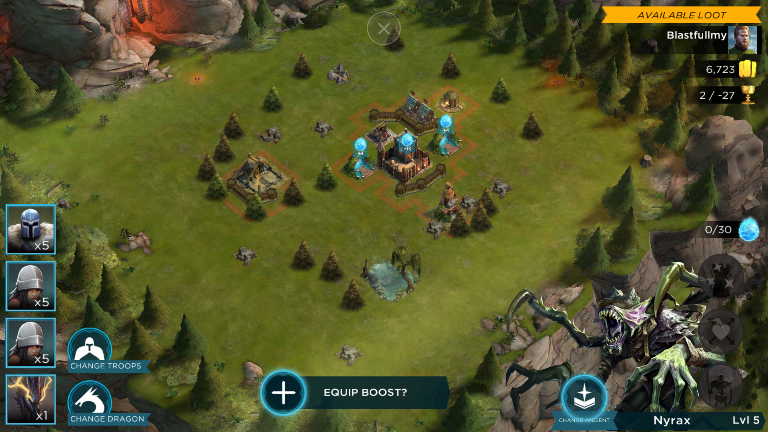 AVAILABLE LOOT
Blastfullmy
6,723
2 / -27
0/30
x5
x5
x5
CHANGE TROOPS
x1
CHANGE DRAGON
EQUIP BOOST?
CHANGE ANCIENT
Nyrax
Lvl 5